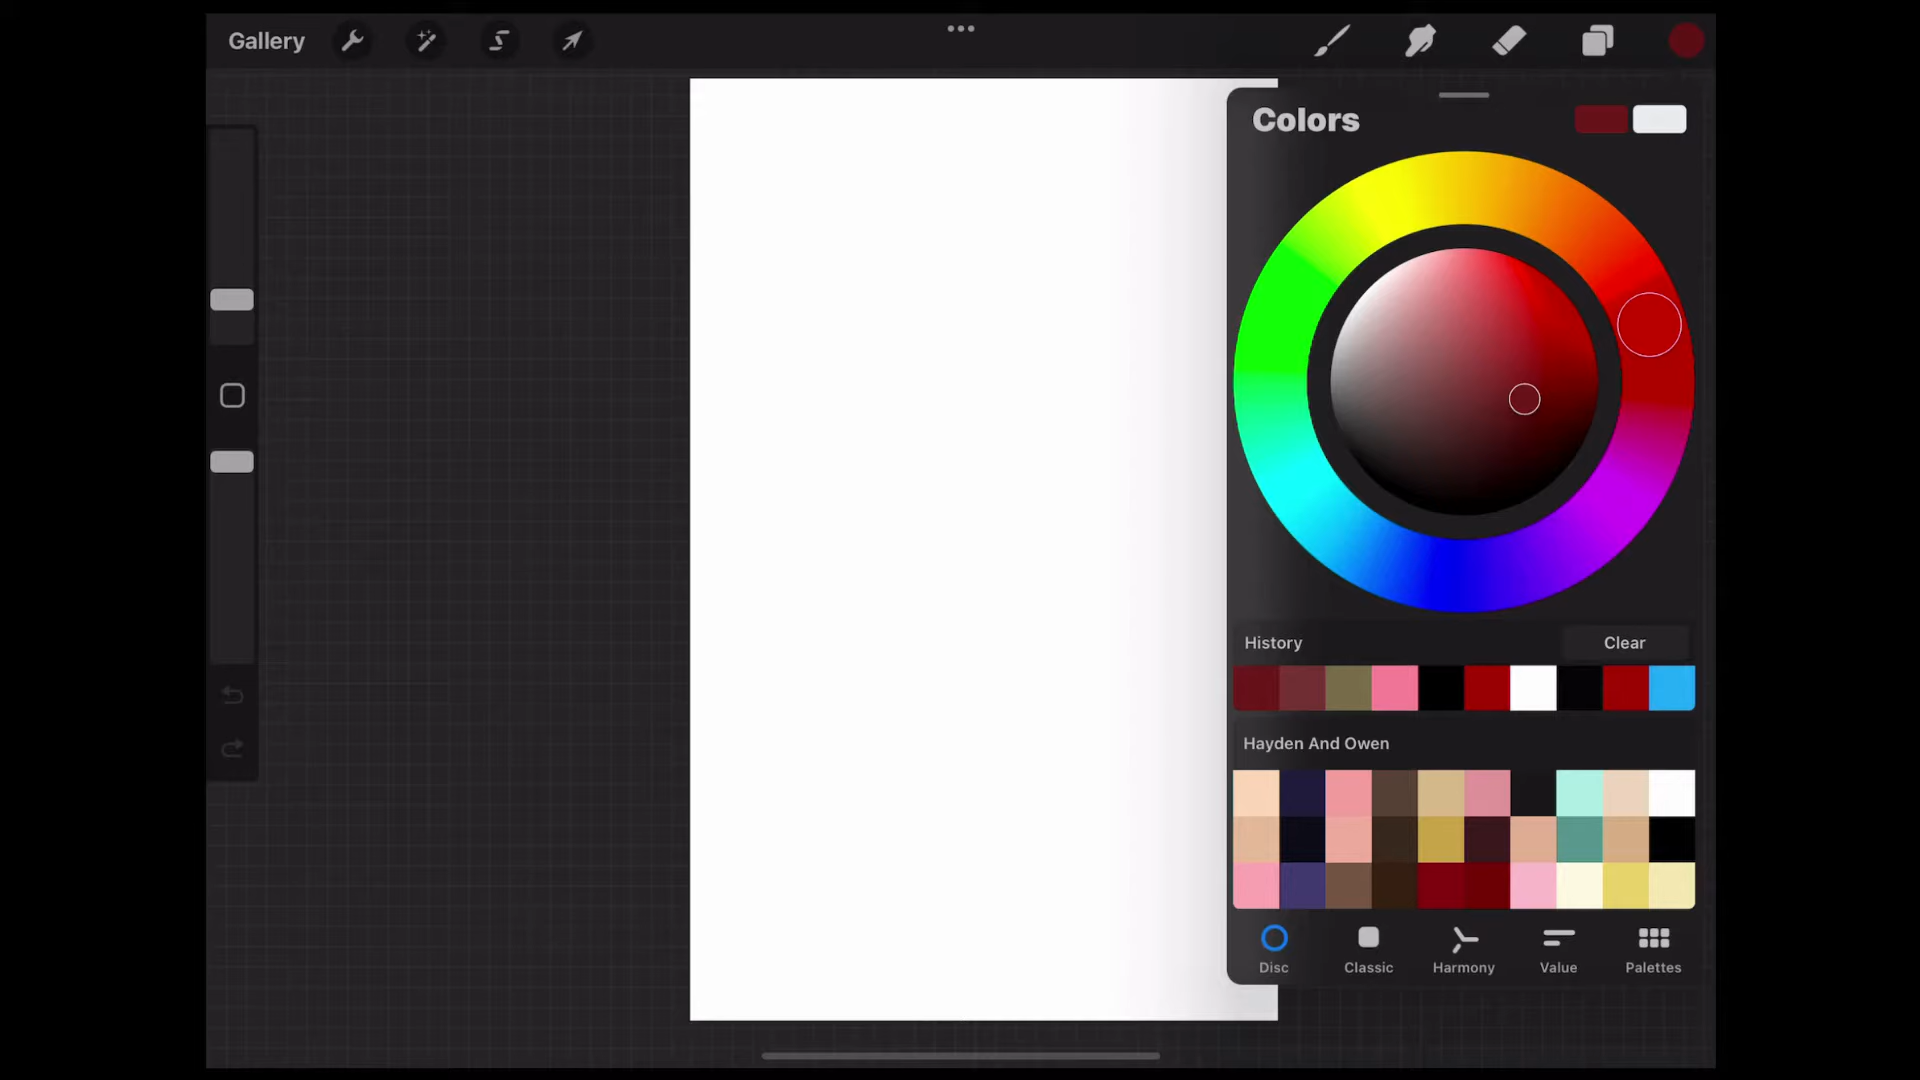 Gallery
Colors
History
Clear
Hayden And Owen
Disc
Classic
Harmony
Value
Palettes